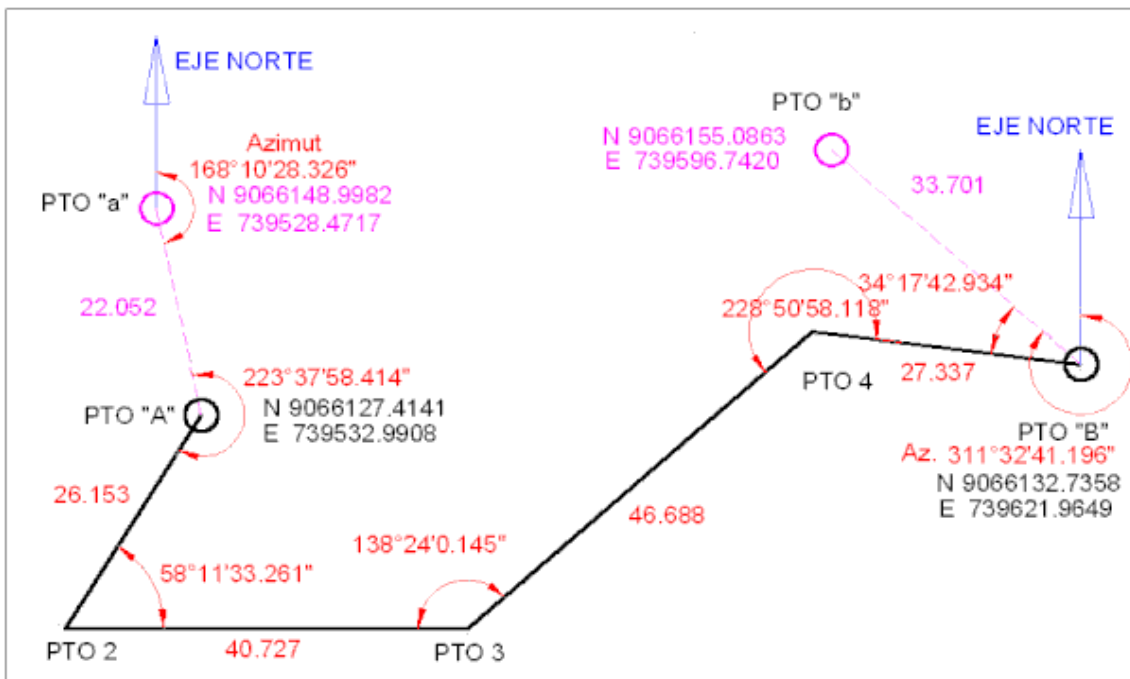 EJE NORTE
Azimut
168°10'28.326"
PTO "a"
N 9066148.9982
E 739528.4717
22.052
223°37'58.414"
PTO "A"
N 9066127.4141
E 739532.9908
26.153
58°11'33.261"
PTO 2
40.727
PTO 3
138°24'0.145"
46.688
228°50'58.118"
PTO 4
27.337
34°17'42.934"
PTO "b"
N 9066155.0863
E 739596.7420
33.701
EJE NORTE
PTO "B"
Az. 311°32'41.196"
N 9066132.7358
E 739621.9649